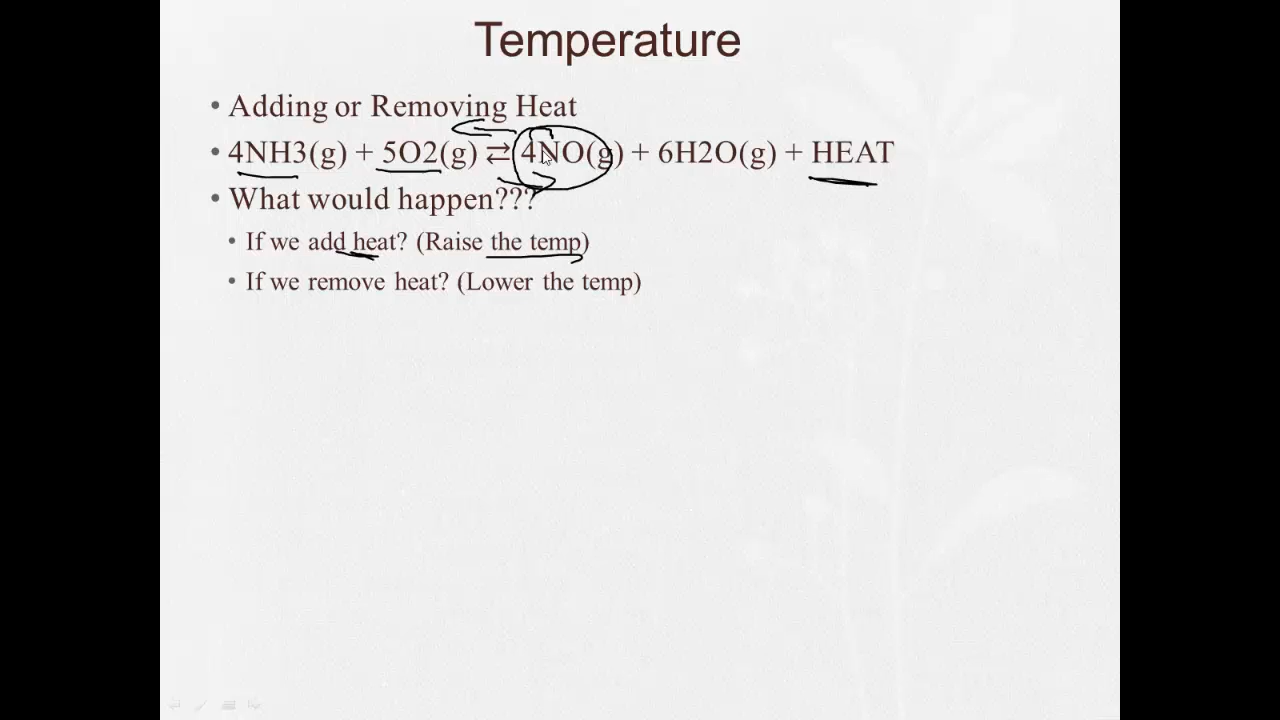 Temperature
• Adding or Removing Heat
• 4NH3(g) + 5O2(g) ⇄ 4NO(g) + 6H2O(g) + HEAT
• What would happen???
• If we add heat? (Raise the temp)
• If we remove heat? (Lower the temp)